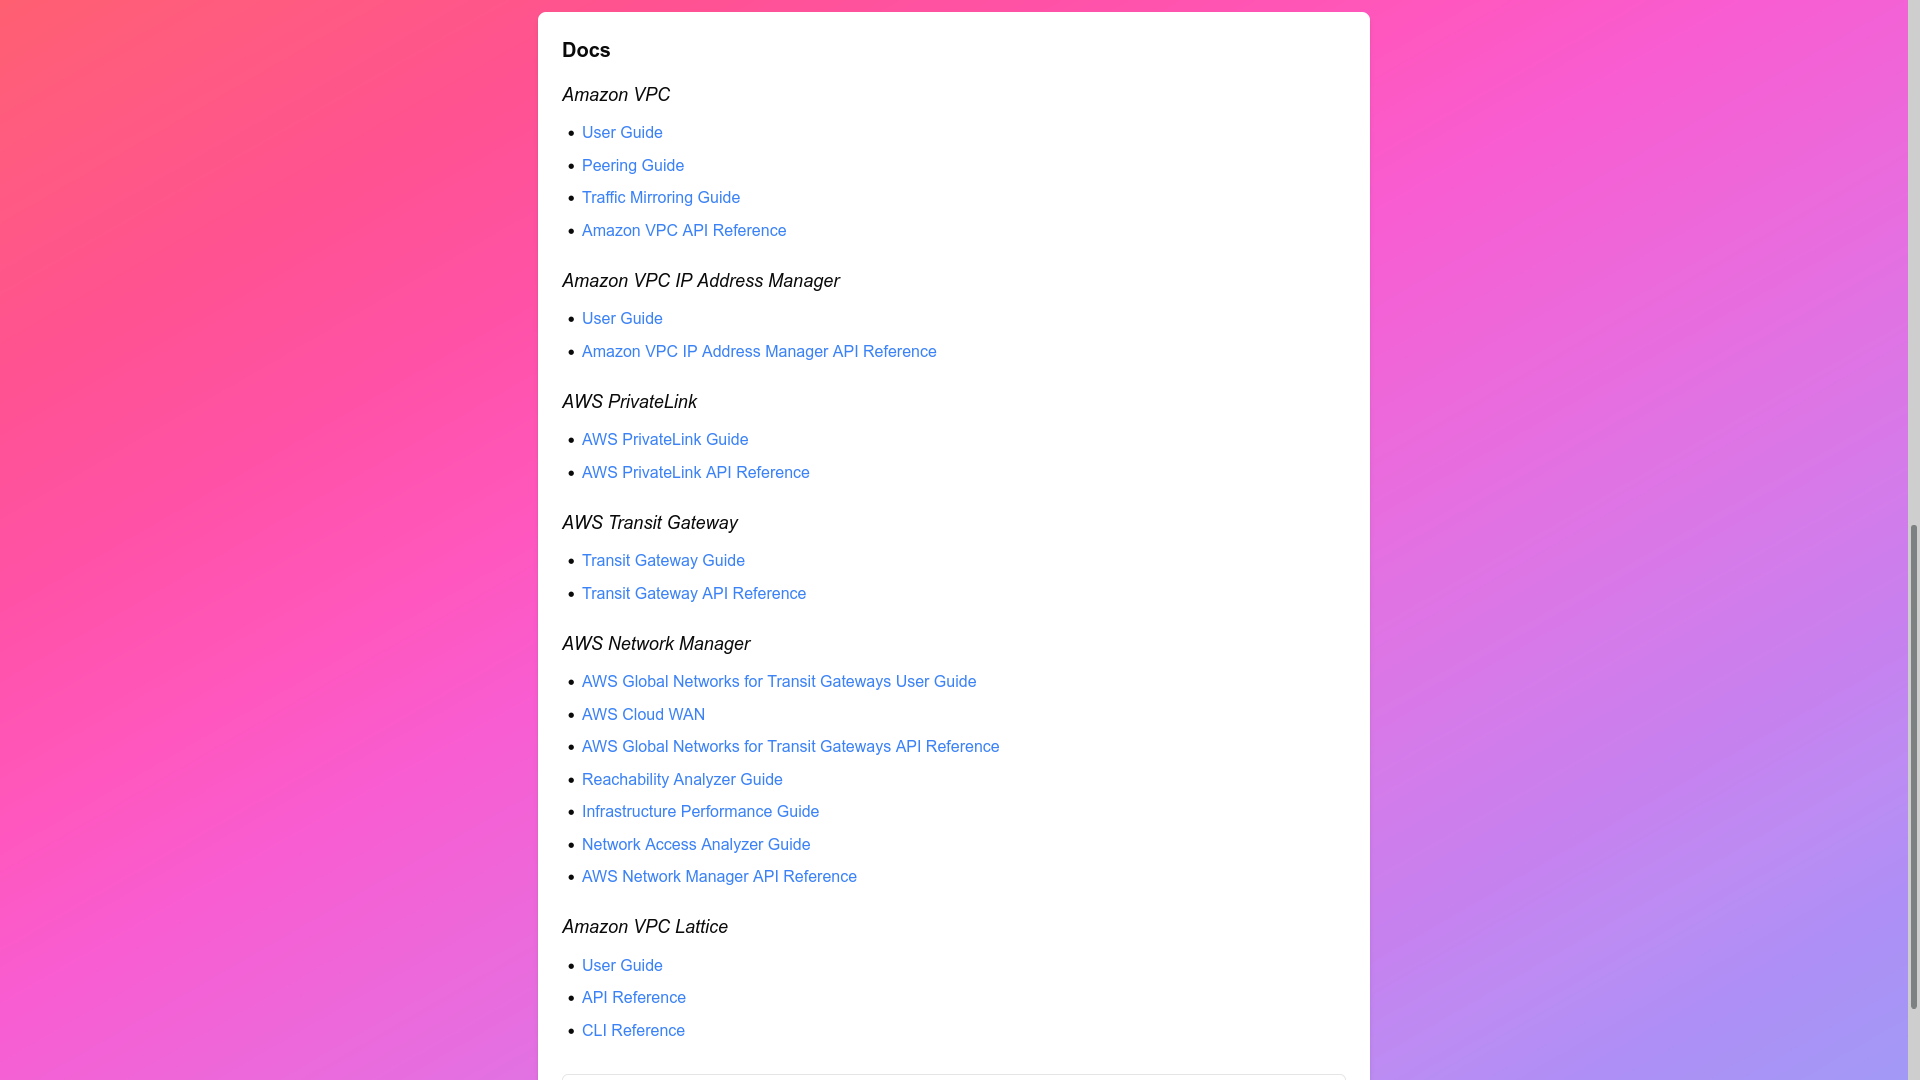 Docs
Amazon VPC
• User Guide
• Peering Guide
• Traffic Mirroring Guide
• Amazon VPC API Reference
Amazon VPC IP Address Manager
• User Guide
• Amazon VPC IP Address Manager API Reference
AWS PrivateLink
• AWS PrivateLink Guide
• AWS PrivateLink API Reference
AWS Transit Gateway
• Transit Gateway Guide
• Transit Gateway API Reference
AWS Network Manager
• AWS Global Networks for Transit Gateways User Guide
• AWS Cloud WAN
• AWS Global Networks for Transit Gateways API Reference
• Reachability Analyzer Guide
• Infrastructure Performance Guide
• Network Access Analyzer Guide
• AWS Network Manager API Reference
Amazon VPC Lattice
• User Guide
• API Reference
• CLI Reference